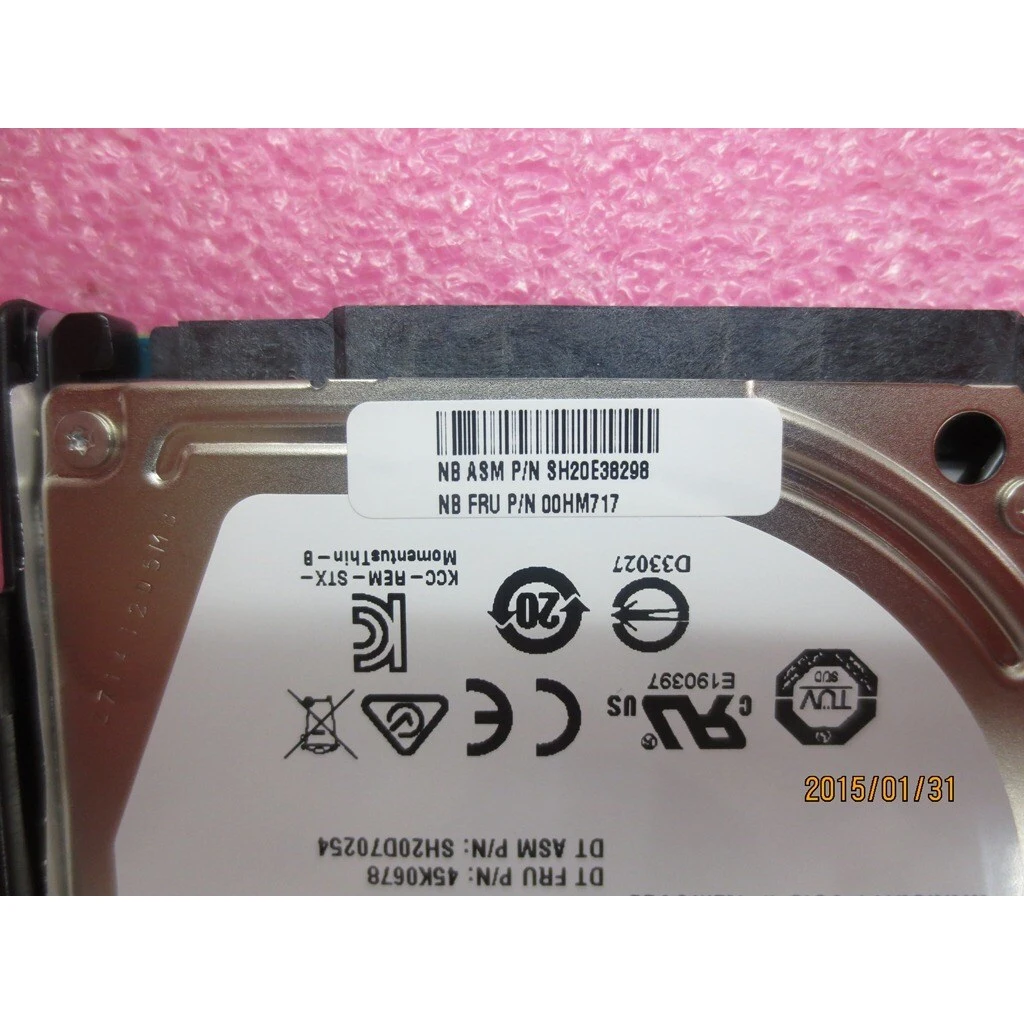 NB ASM P/N SH20E38298
NB FRU P/N 00HM717
KCC-REM-STX-
MomentusThin-B
20
D33027
E190397
c UR us
TÜV
SÜD
2015/01/31
DT ASM P/N: SH20D70254
DT FRU P/N: 45K0678